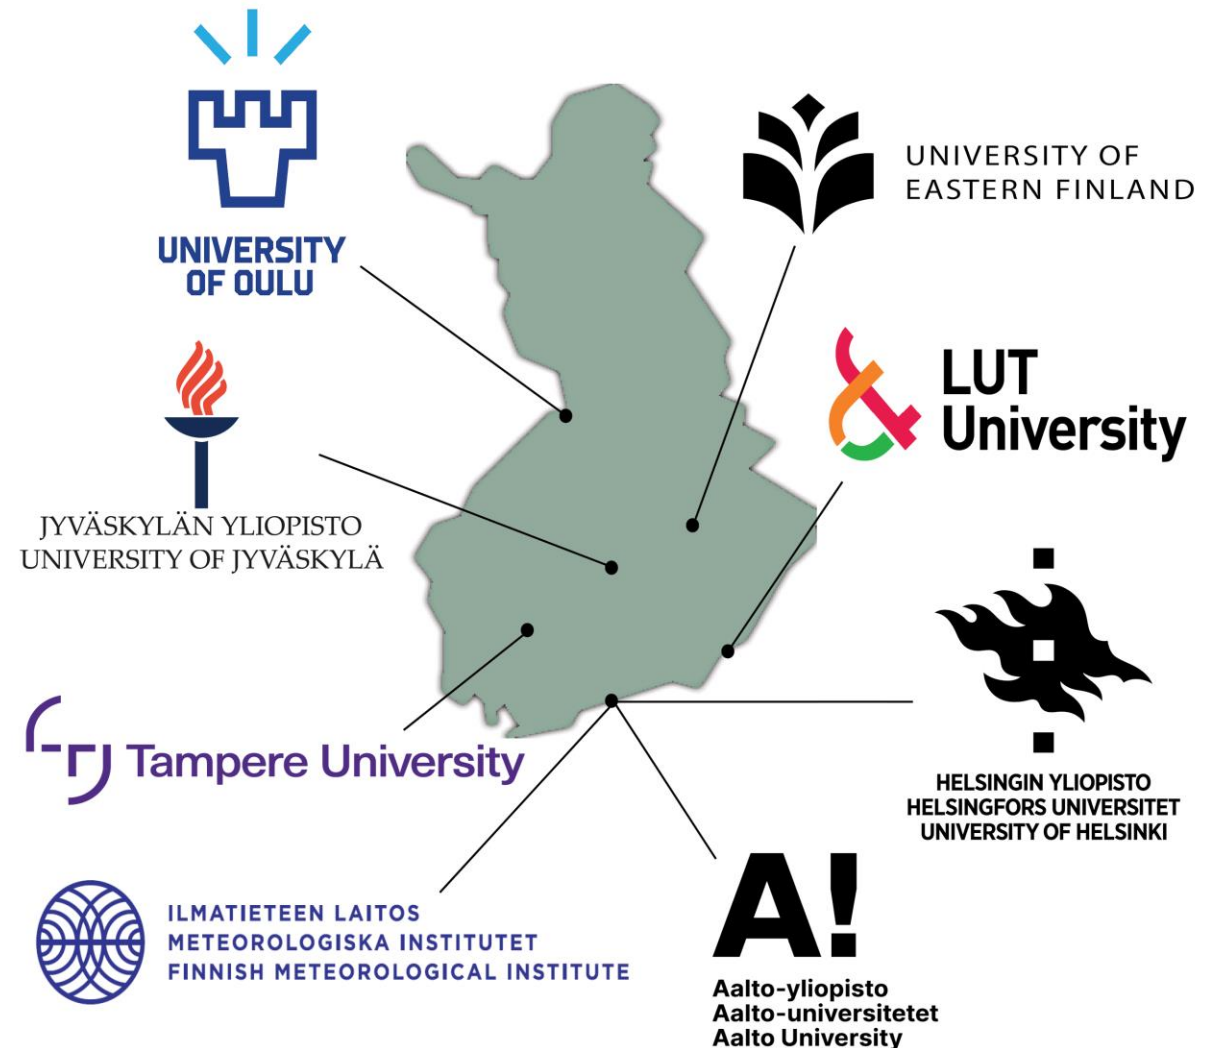 UNIVERSITY
OF OULU
UNIVERSITY OF
EASTERN FINLAND
LUT
University
JYVÄSKYLÄN YLIOPISTO
UNIVERSITY OF JYVÄSKYLÄ
Tampere University
HELSINGIN YLIOPISTO
HELSINGFORS UNIVERSITET
UNIVERSITY OF HELSINKI
ILMATIETEEN LAITOS
METEOROLOGISKA INSTITUTET
FINNISH METEOROLOGICAL INSTITUTE
A!
Aalto-yliopisto
Aalto-universitetet
Aalto University